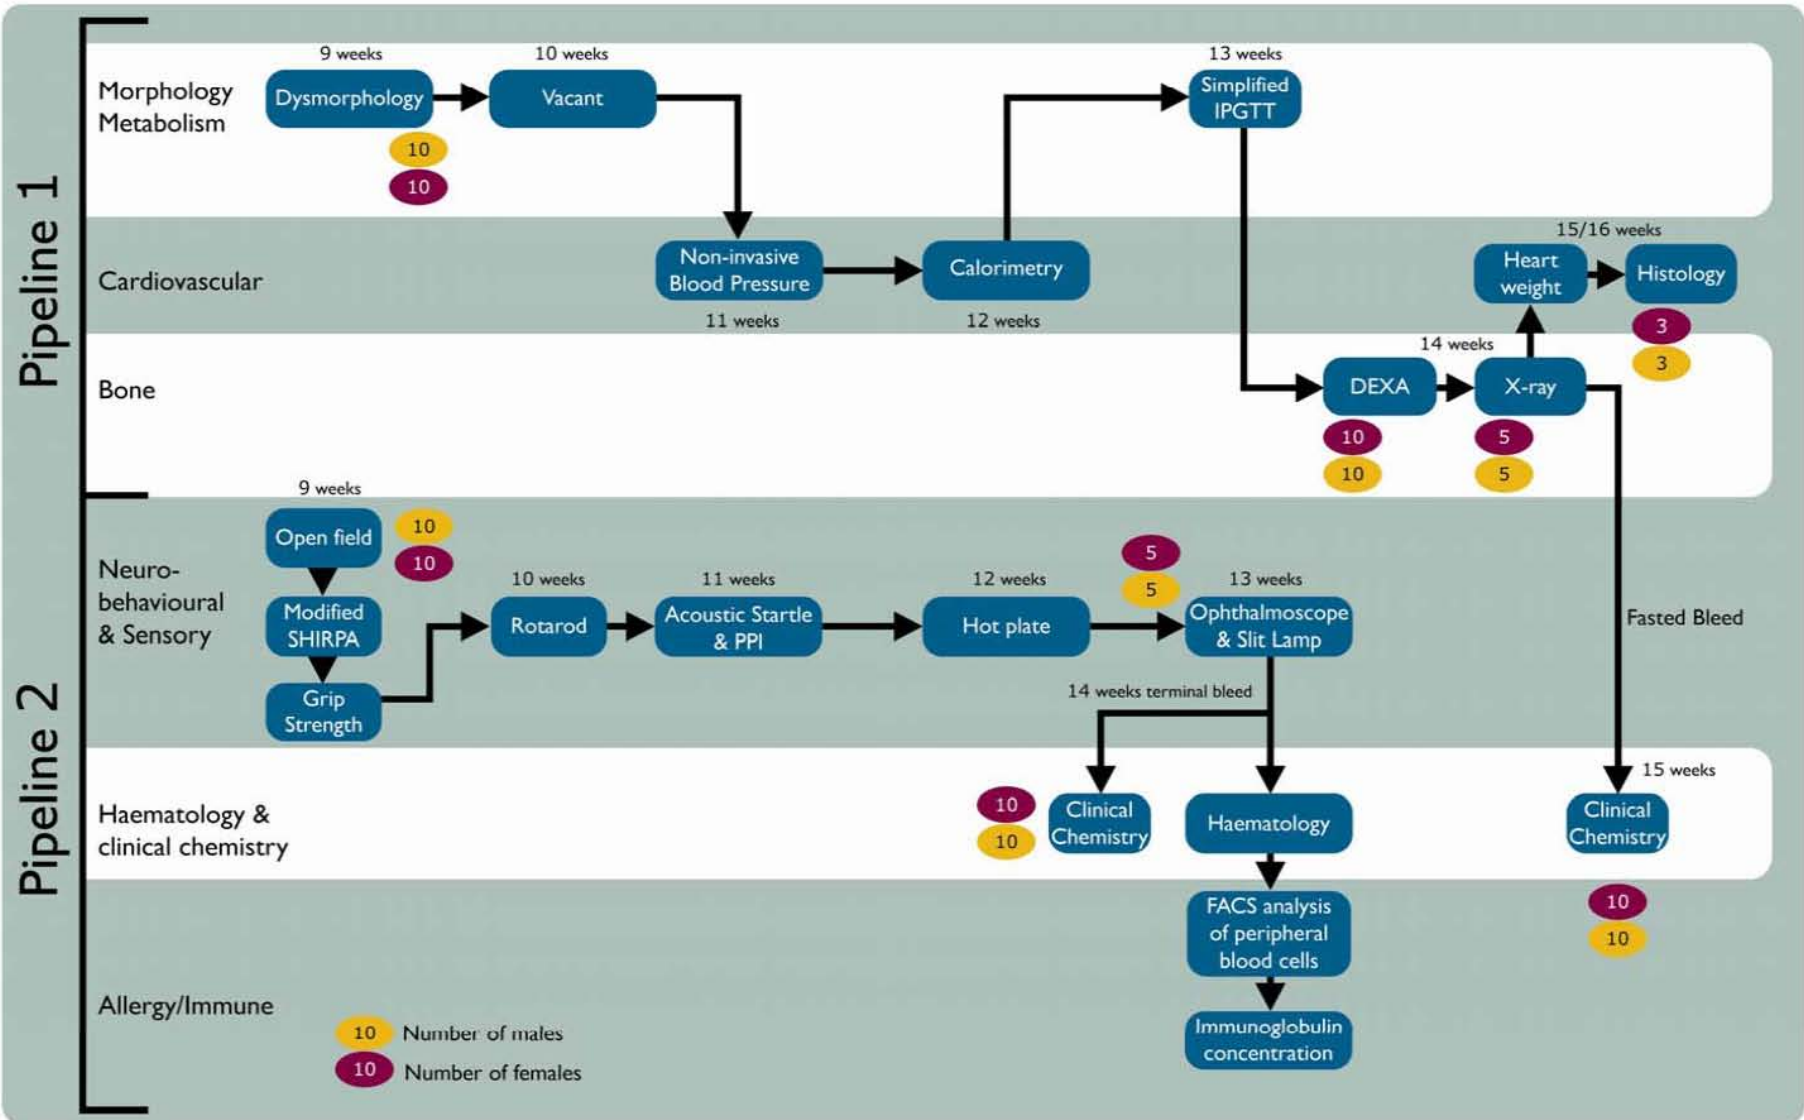 Pipeline 1
9 weeks
10 weeks
13 weeks
Morphology
Metabolism
Dysmorphology
Vacant
Simplified
IPGTT
10
10
Cardiovascular
Non-invasive
Blood Pressure
11 weeks
Calorimetry
12 weeks
15/16 weeks
Heart
weight
Histology
3
3
Bone
14 weeks
DEXA
X-ray
10
10
5
5
Pipeline 2
9 weeks
Neuro-
behavioural
& Sensory
Open field
10
10
Modified
SHIRPA
Grip
Strength
10 weeks
Rotarod
11 weeks
Acoustic Startle
& PPI
12 weeks
Hot plate
5
5
13 weeks
Ophthalmoscope
& Slit Lamp
Fasted Bleed
14 weeks terminal bleed
Haematology &
clinical chemistry
10
10
Clinical
Chemistry
Haematology
15 weeks
Clinical
Chemistry
10
10
Allergy/Immune
FACS analysis
of peripheral
blood cells
Immunoglobulin
concentration
10 Number of males
10 Number of females